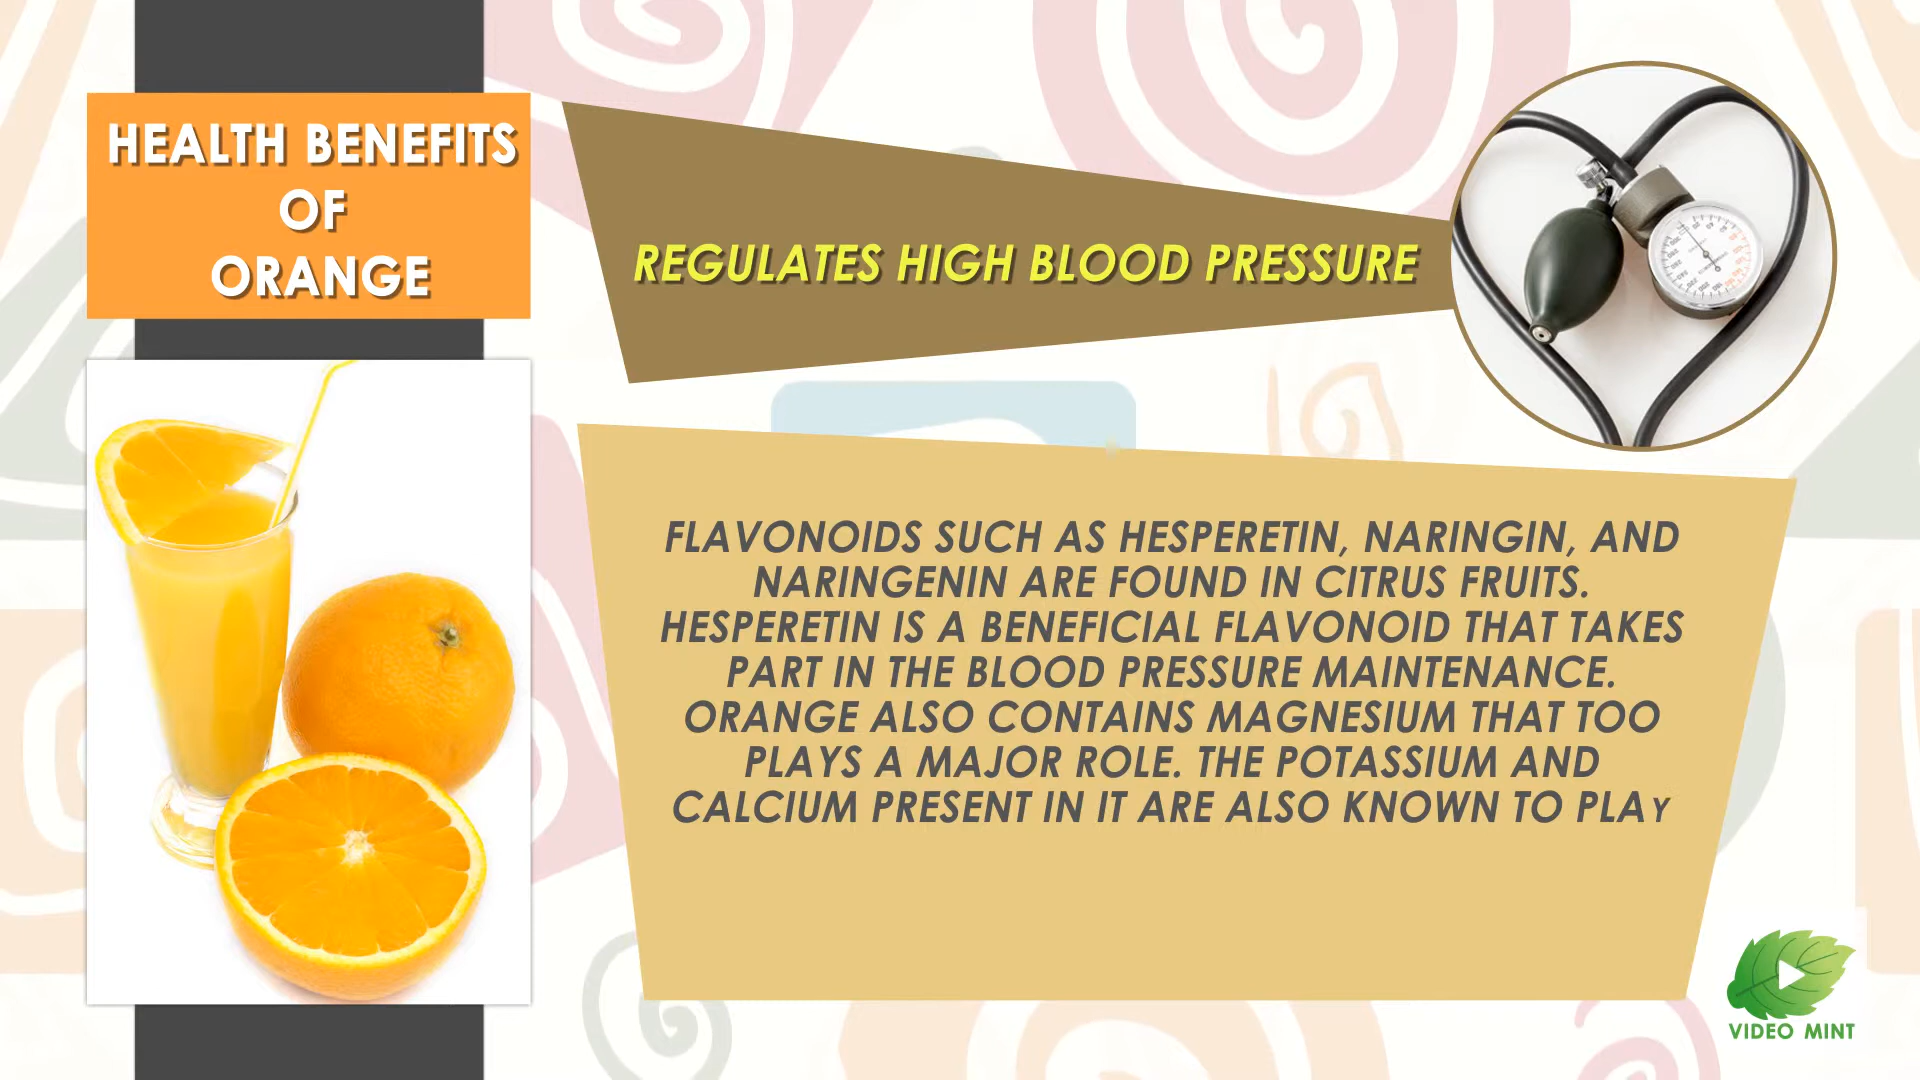 HEALTH BENEFITS
OF
ORANGE
REGULATES HIGH BLOOD PRESSURE
FLAVONOIDS SUCH AS HESPERETIN, NARINGIN, AND
NARINGENIN ARE FOUND IN CITRUS FRUITS.
HESPERETIN IS A BENEFICIAL FLAVONOID THAT TAKES
PART IN THE BLOOD PRESSURE MAINTENANCE.
ORANGE ALSO CONTAINS MAGNESIUM THAT TOO
PLAYS A MAJOR ROLE. THE POTASSIUM AND
CALCIUM PRESENT IN IT ARE ALSO KNOWN TO PLAY
VIDEO MINT